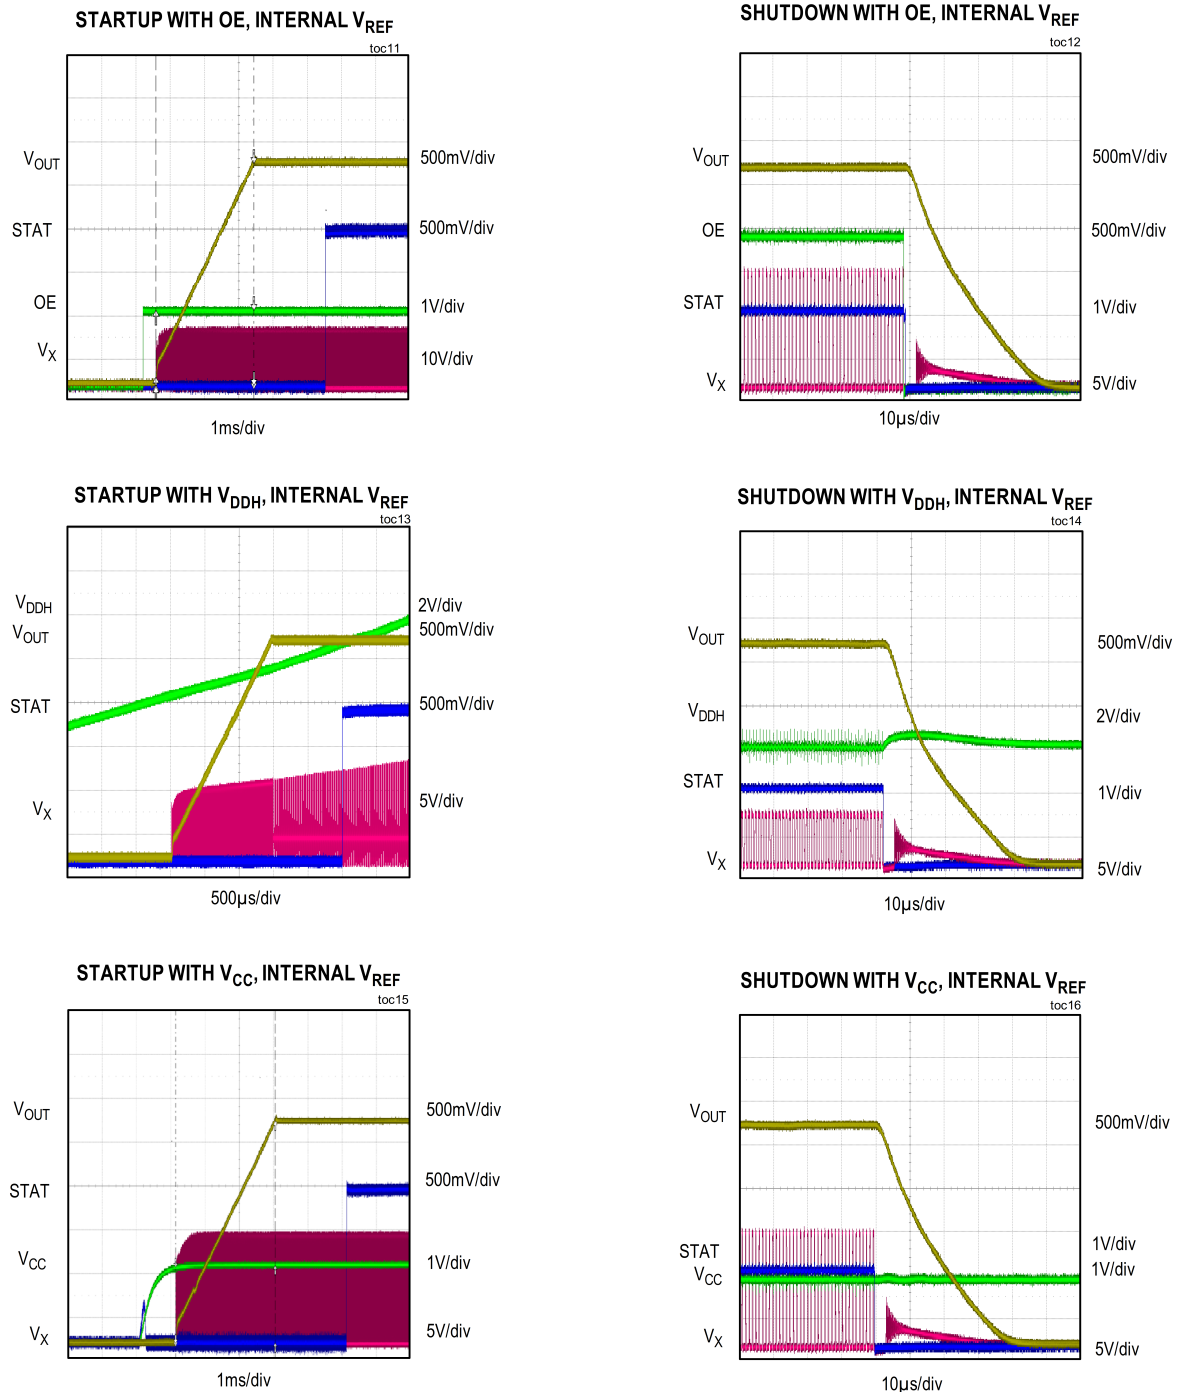 STARTUP WITH OE, INTERNAL VREF
toc11
VOUT
500mV/div
STAT
500mV/div
OE
1V/div
VX
10V/div
1ms/div
SHUTDOWN WITH OE, INTERNAL VREF
toc12
VOUT
500mV/div
OE
500mV/div
STAT
1V/div
VX
5V/div
10µs/div
STARTUP WITH VDDH, INTERNAL VREF
toc13
VDDH
2V/div
VOUT
500mV/div
STAT
500mV/div
VX
5V/div
500µs/div
SHUTDOWN WITH VDDH, INTERNAL VREF
toc14
VOUT
500mV/div
VDDH
2V/div
STAT
1V/div
VX
5V/div
10µs/div
STARTUP WITH VCC, INTERNAL VREF
toc15
VOUT
500mV/div
STAT
500mV/div
VCC
1V/div
VX
5V/div
1ms/div
SHUTDOWN WITH VCC, INTERNAL VREF
toc16
VOUT
500mV/div
STAT
1V/div
VCC
1V/div
VX
5V/div
10µs/div